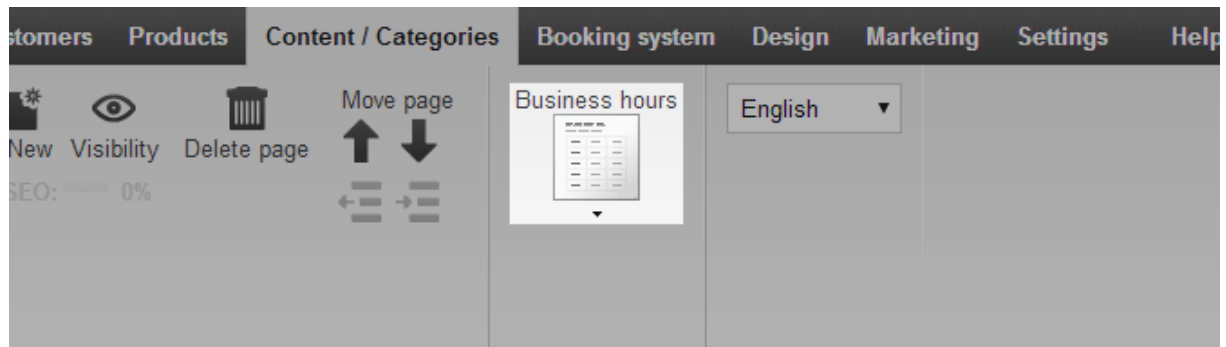 stomers Products Content / Categories Booking system Design Marketing Settings Help
Move page Business hours
English
New Visibility Delete page
SEO: 0%